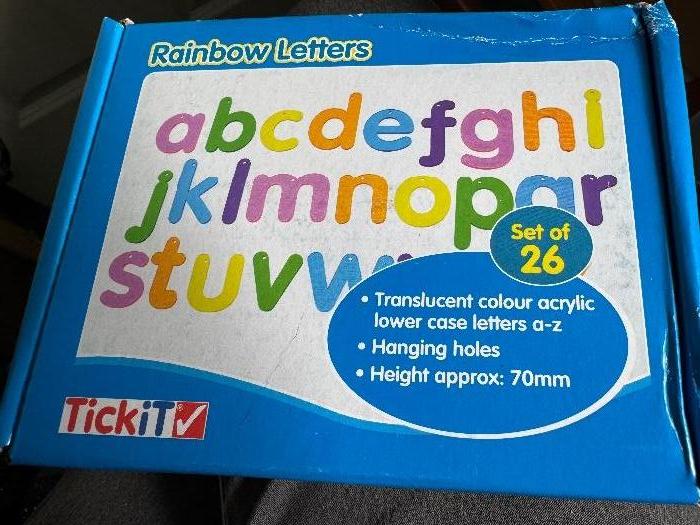 Rainbow Letters
abcdefghi
jklmnopqr
stuvw
Set of
26
• Translucent colour acrylic
lower case letters a-z
• Hanging holes
• Height approx: 70mm
TickiT